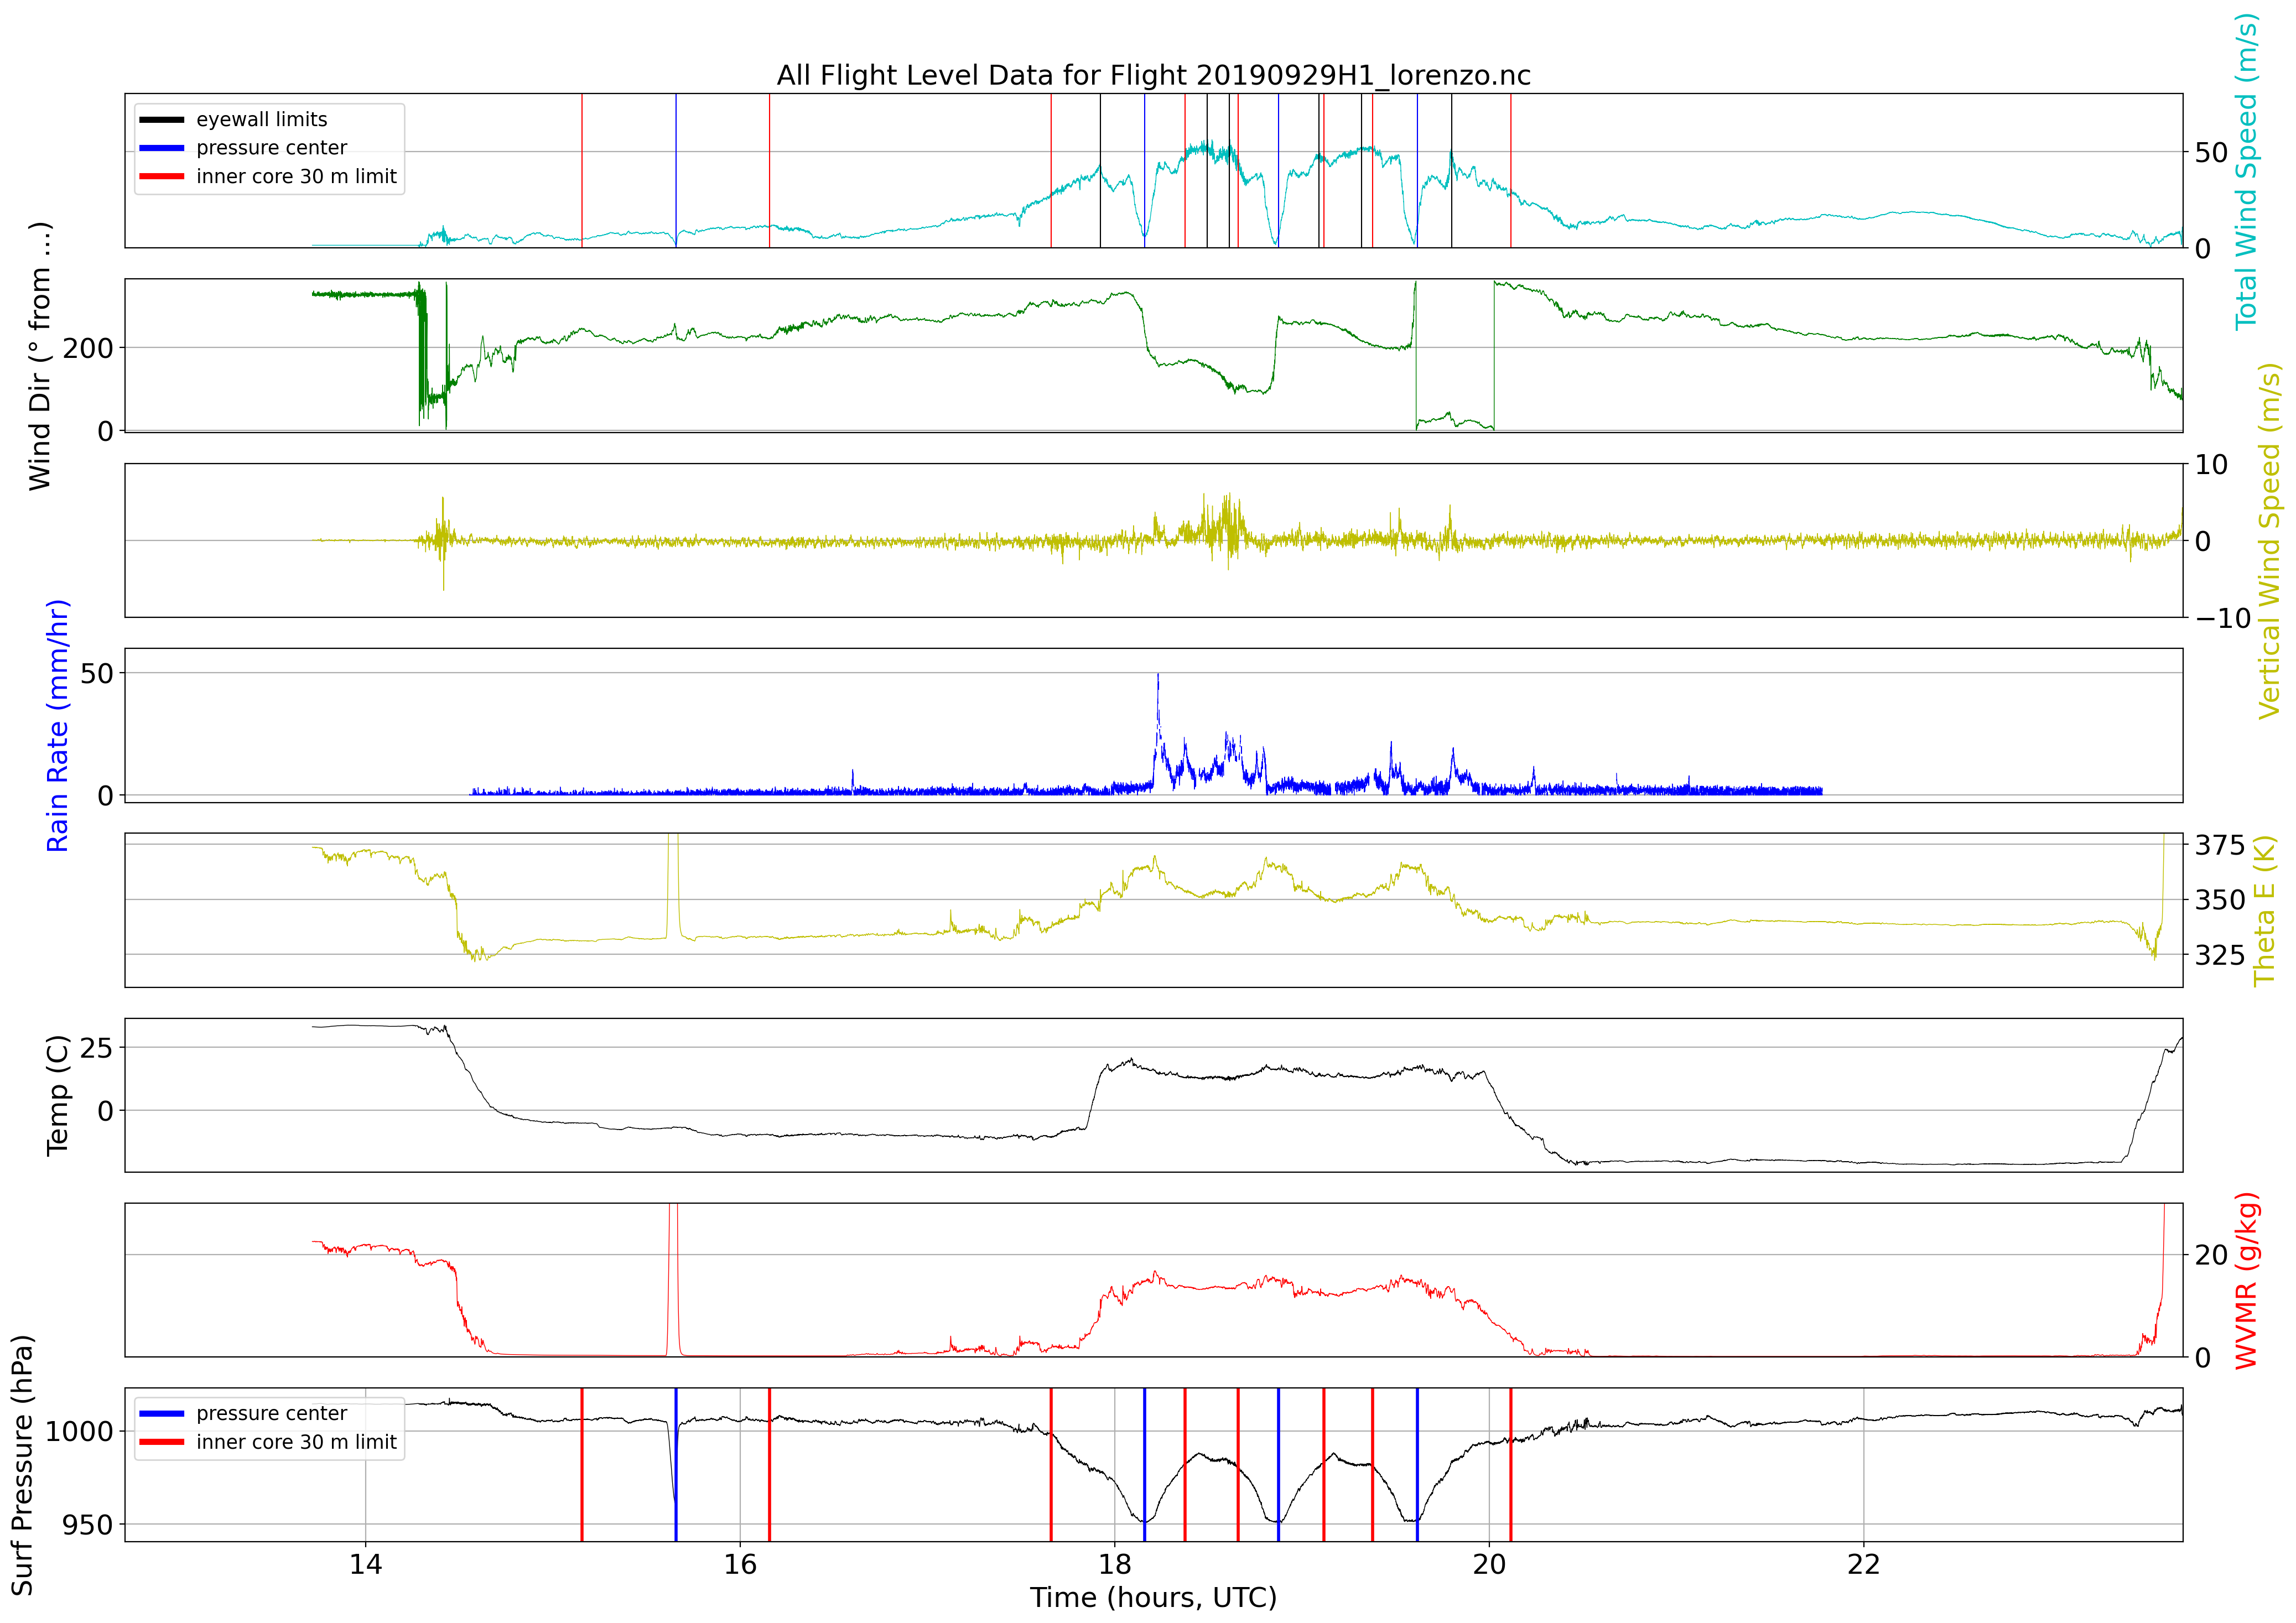 All Flight Level Data for Flight 20190929H1_lorenzo.nc
eyewall limits
pressure center
inner core 30 m limit
50
0
Total Wind Speed (m/s)
Wind Dir (° from ...)
200
0
10
0
−10
Vertical Wind Speed (m/s)
Rain Rate (mm/hr)
50
0
375
350
325
Theta E (K)
Temp (C)
25
0
20
0
WVMR (g/kg)
Surf Pressure (hPa)
1000
950
pressure center
inner core 30 m limit
14
16
18
20
22
Time (hours, UTC)